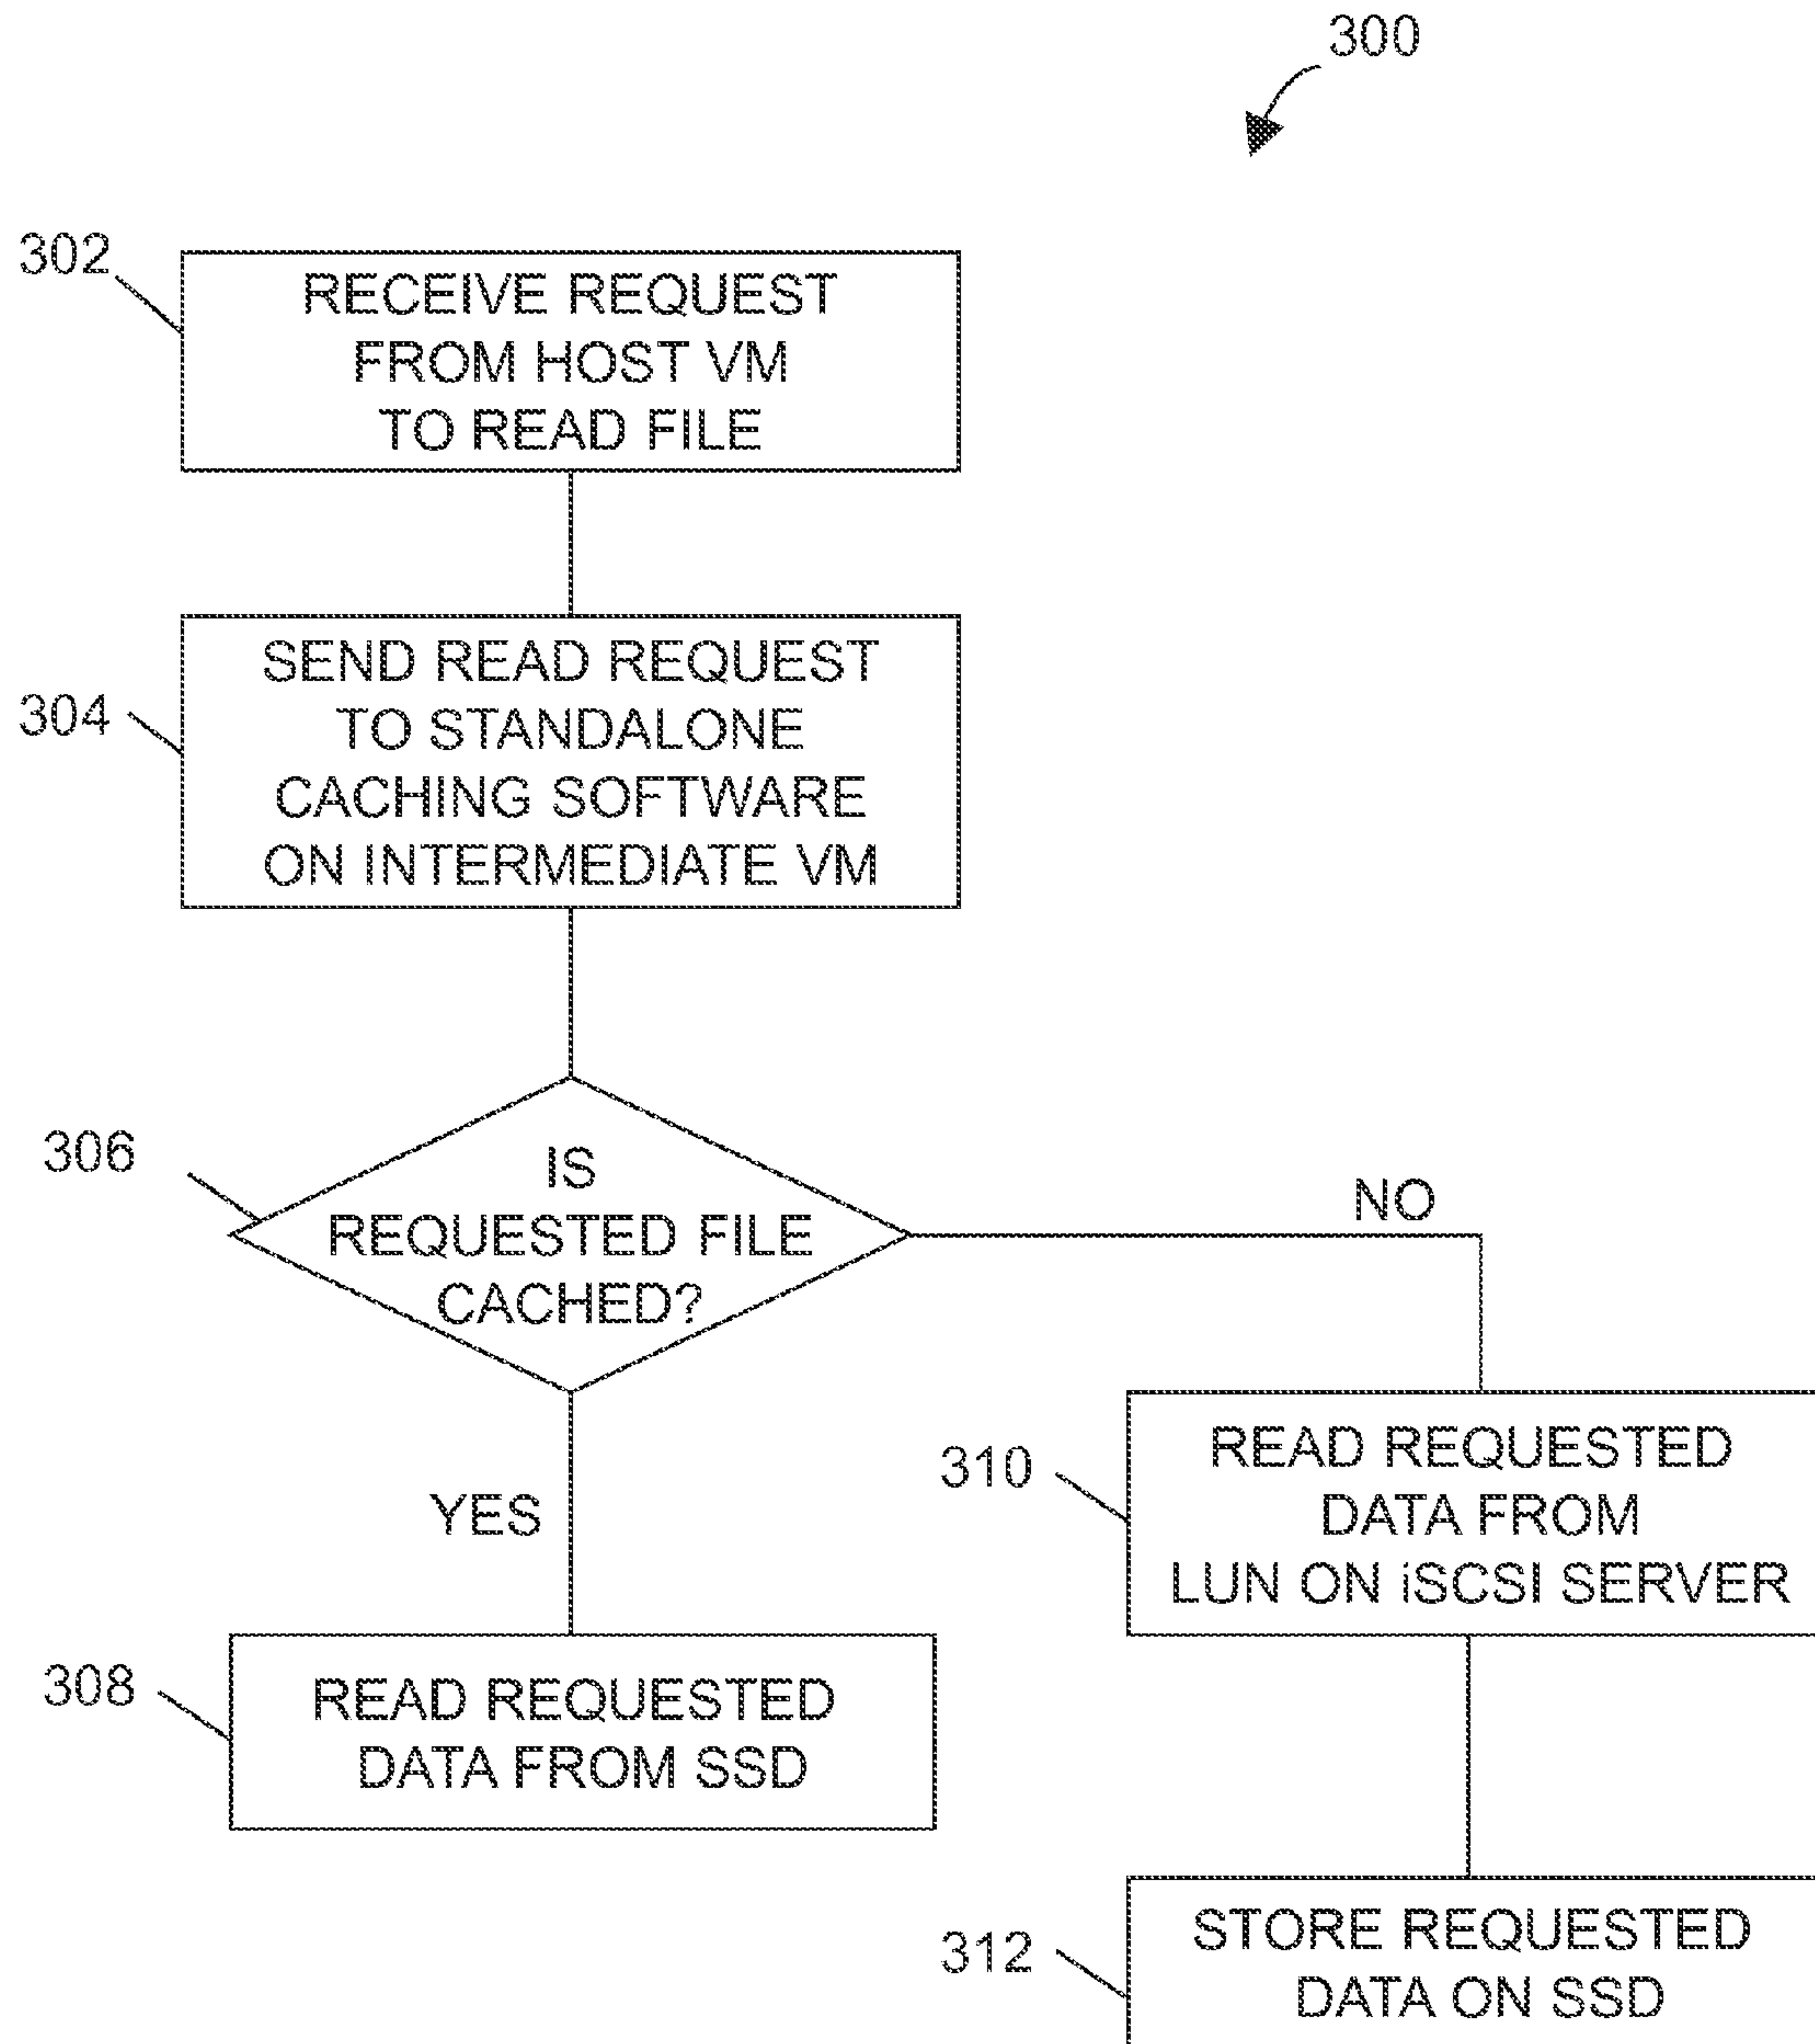 300
302
RECEIVE REQUEST
FROM HOST VM
TO READ FILE
304
SEND READ REQUEST
TO STANDALONE
CACHING SOFTWARE
ON INTERMEDIATE VM
306
IS
REQUESTED FILE
CACHED?
NO
YES
310
READ REQUESTED
DATA FROM
LUN ON iSCSI SERVER
308
READ REQUESTED
DATA FROM SSD
312
STORE REQUESTED
DATA ON SSD